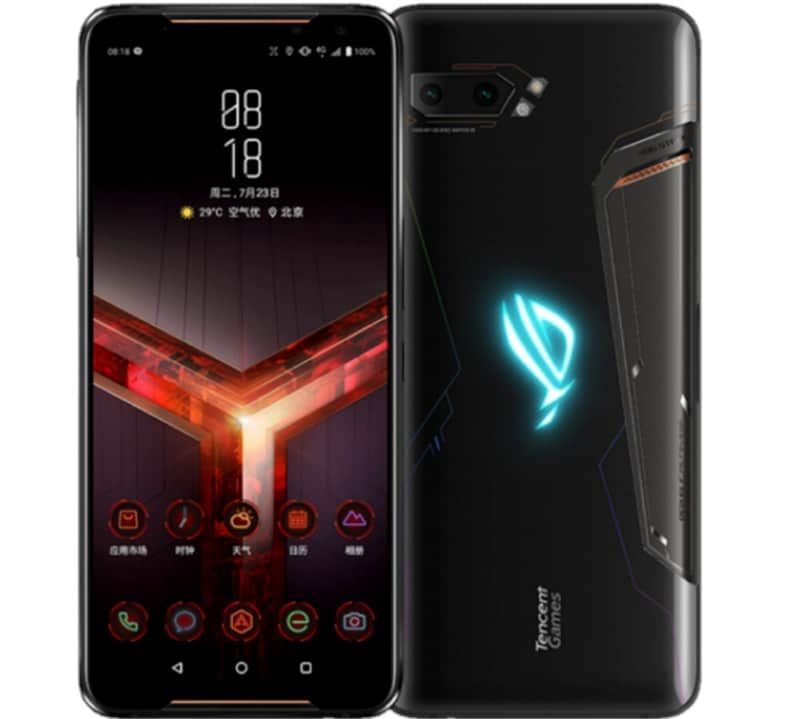 08:18
4G 100%
08
18
周二，7月23日
29°C 空气优 北京
应用市场 时钟 天气 日历 相册
Tencent
Games